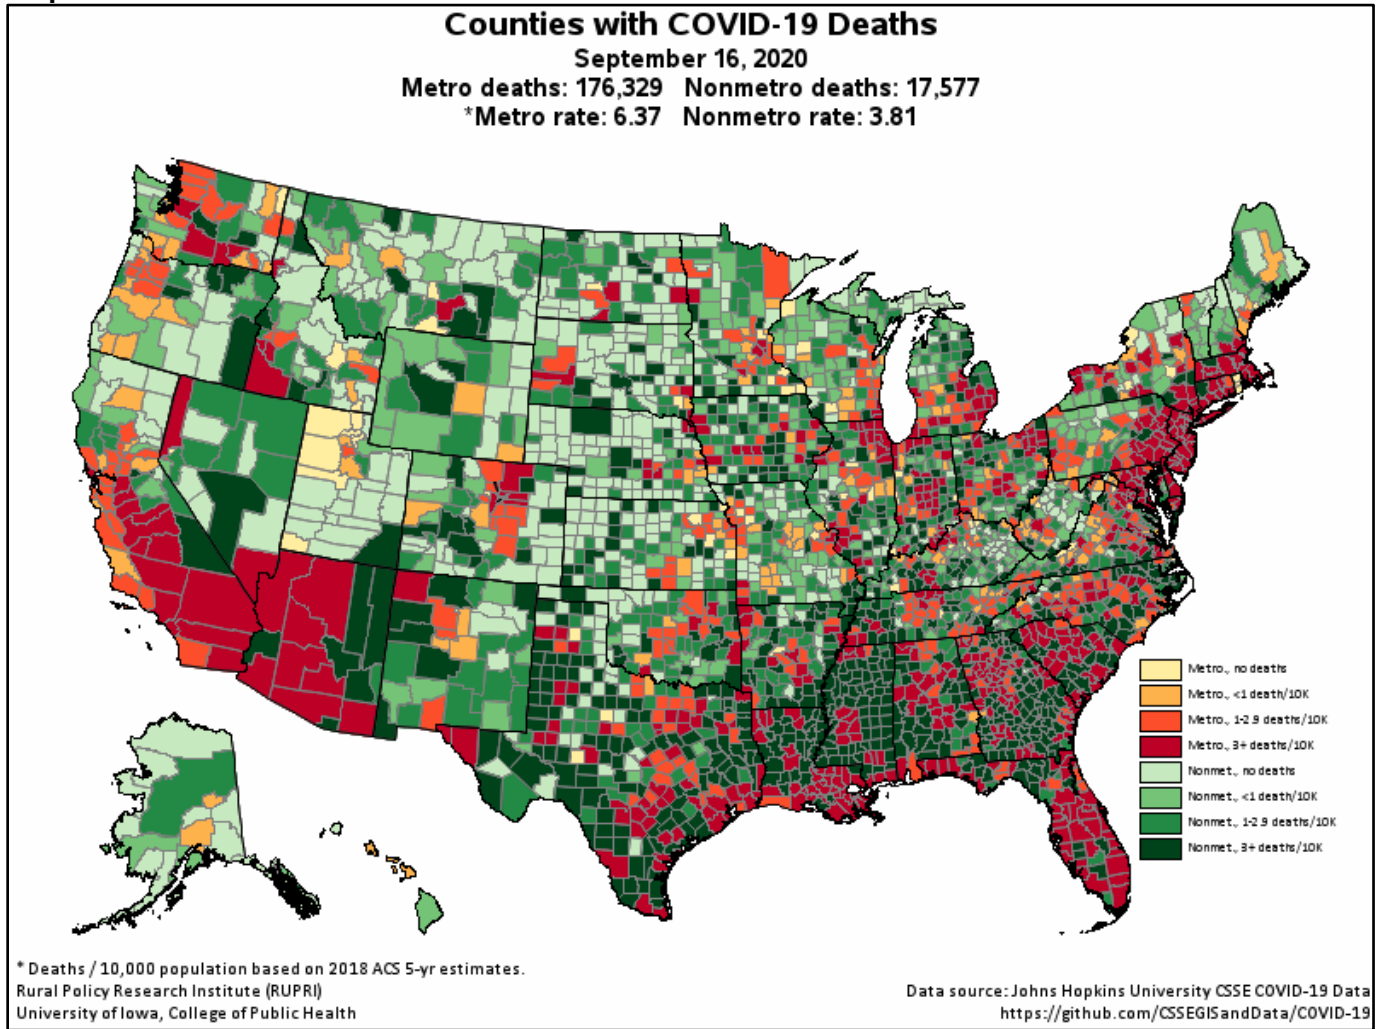 Counties with COVID-19 Deaths
September 16, 2020
Metro deaths: 176,329 Nonmetro deaths: 17,577
*Metro rate: 6.37 Nonmetro rate: 3.81
Metro., no deaths
Metro., <1 death/10K
Metro., 1-2.9 deaths/10K
Metro., 3+ deaths/10K
Nonmet., no deaths
Nonmet., <1 death/10K
Nonmet., 1-2.9 deaths/10K
Nonmet., 3+ deaths/10K
* Deaths / 10,000 population based on 2018 ACS 5-yr estimates.
Rural Policy Research Institute (RUPRI)
University of Iowa, College of Public Health
Data source: Johns Hopkins University CSSE COVID-19 Data
https://github.com/CSSEGISandData/COVID-19